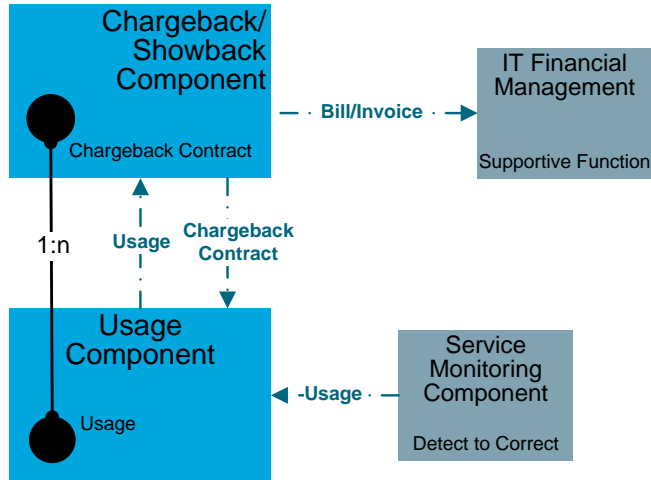 Chargeback/
Showback
Component
Chargeback Contract
Bill/Invoice
IT Financial
Management
Supportive Function
1:n
Usage
Chargeback
Contract
Usage
Component
Usage
-Usage
Service
Monitoring
Component
Detect to Correct